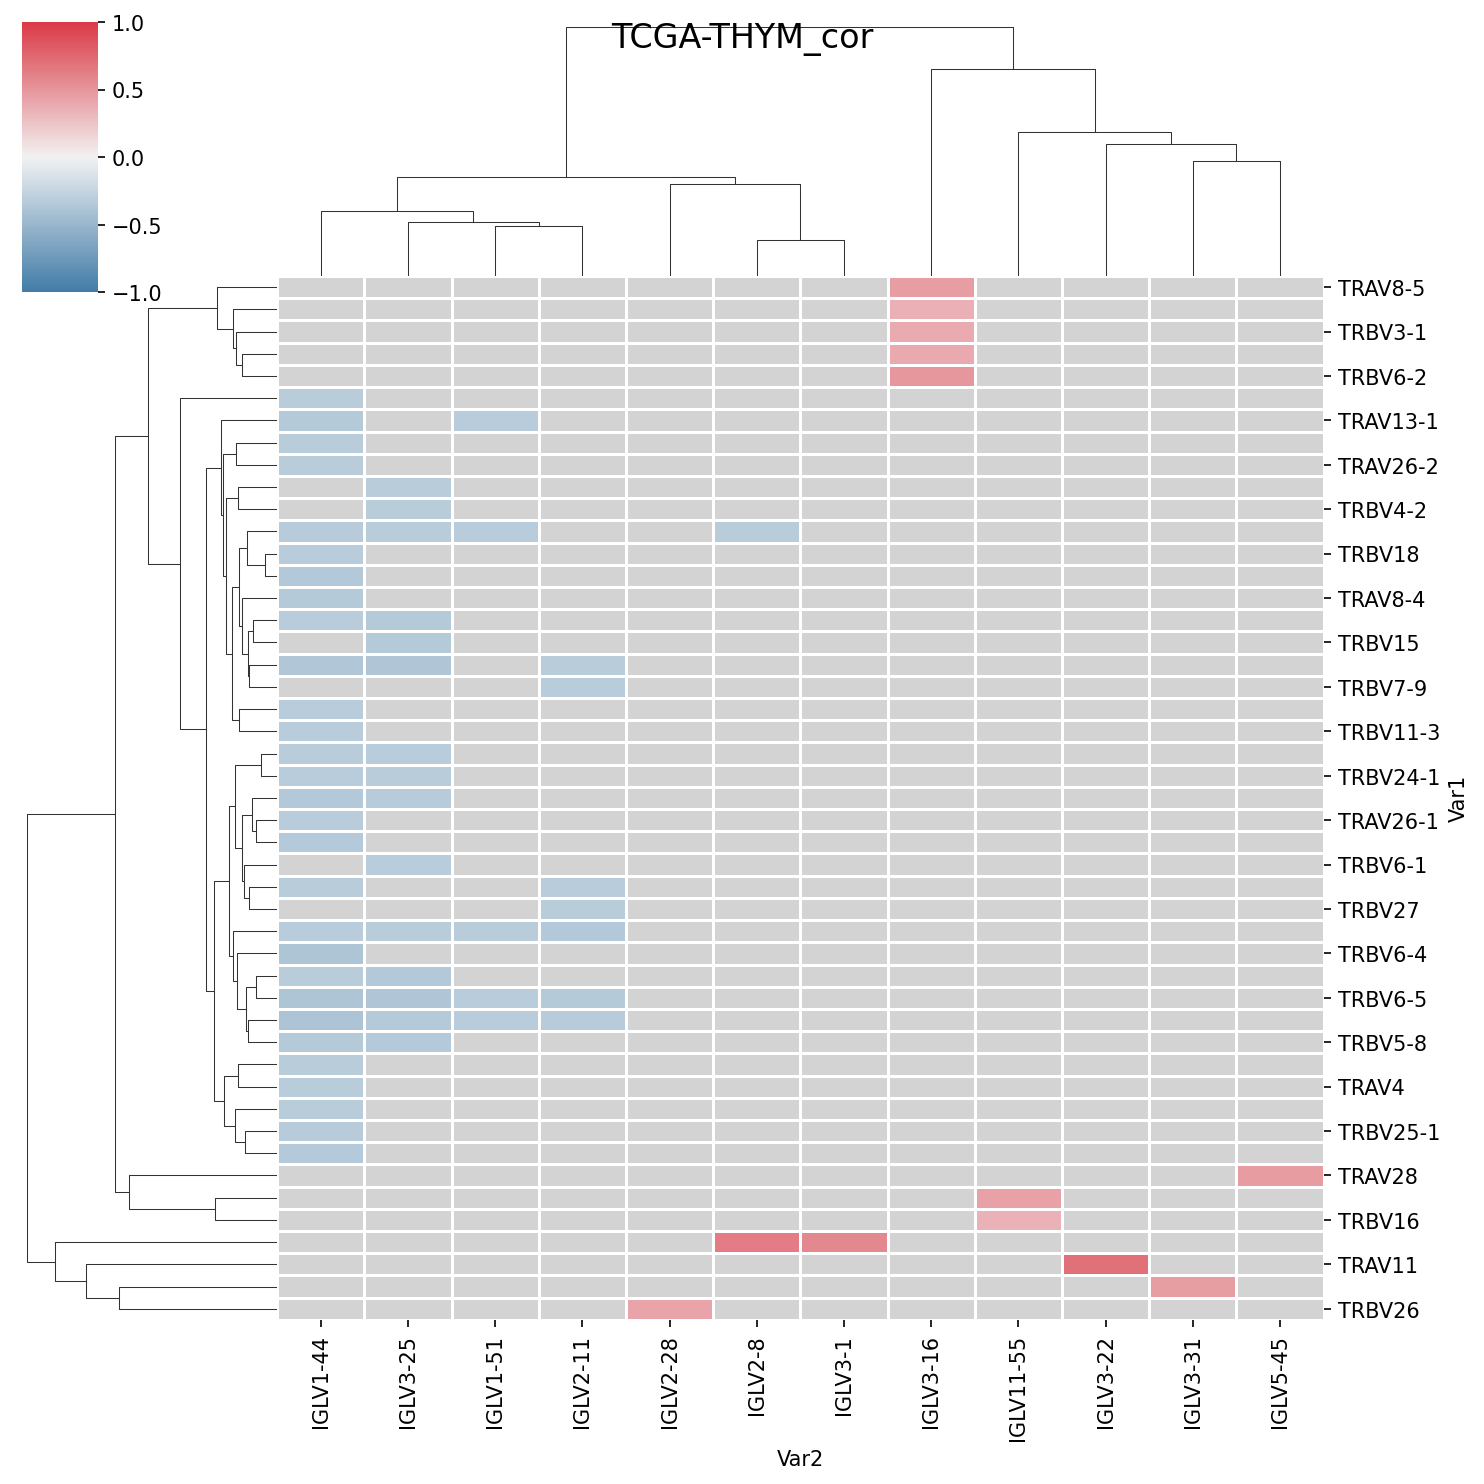 TCGA-THYM_cor
1.0
0.5
0.0
−0.5
−1.0
TRAV8-5
TRBV3-1
TRBV6-2
TRAV13-1
TRAV26-2
TRBV4-2
TRBV18
TRAV8-4
TRBV15
TRBV7-9
TRBV11-3
TRBV24-1
TRAV26-1
TRBV6-1
TRBV27
TRBV6-4
TRBV6-5
TRBV5-8
TRAV4
TRBV25-1
TRAV28
TRBV16
TRAV11
TRBV26
Var1
IGLV1-44
IGLV3-25
IGLV1-51
IGLV2-11
IGLV2-28
IGLV2-8
IGLV3-1
IGLV3-16
IGLV11-55
IGLV3-22
IGLV3-31
IGLV5-45
Var2